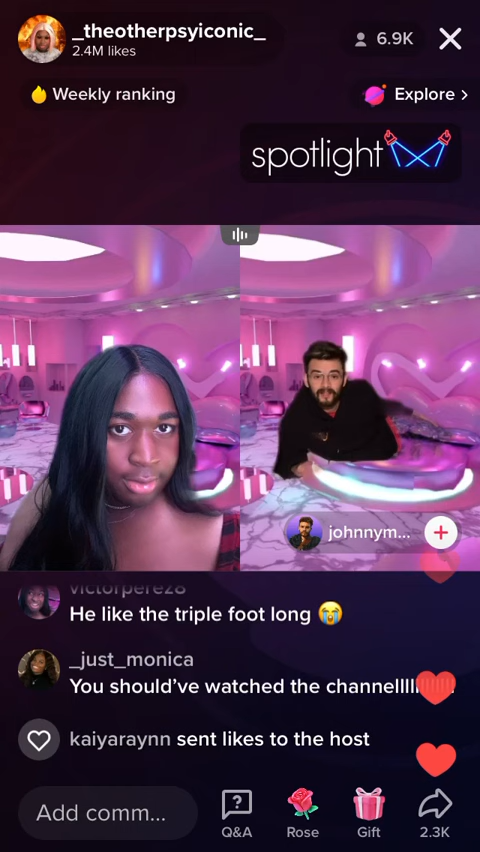 _theotherpsyiconic_
2.4M likes
6.9K
Weekly ranking
Explore >
spotlight
johnnym...
victorpere28
He like the triple foot long 😭
_just_monica
You should've watched the channelllll
kaiyaraynn sent likes to the host
Add comm...
Q&A
Rose
Gift
2.3K